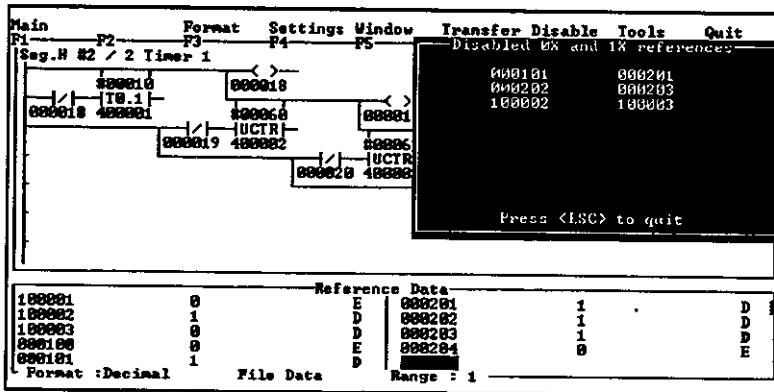 Main Format Settings Window Transfer Disable Tools Quit
F1 F2 F3 F4 F5
Seg.# #2 / 2 Timer 1
Disabled 0X and 1X references
000101 000201
000202 000203
100002 100003
Press <ESC> to quit
#00010
T0.1
000018
000018 400001
#00060
UCTR
000019 400002
00001
#0006
UCTR
000020 40000
Reference Data
100001 0 E 000201 1 D
100002 1 D 000202 1 D
100003 0 D 000203 1 D
000100 0 E 000204 0 E
000101 1 D
Format :Decimal File Data Range : 1